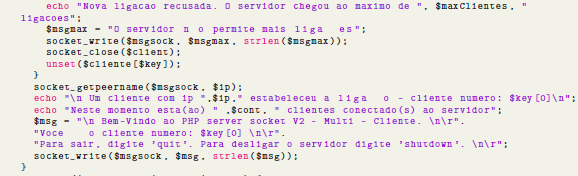 echo "Nova ligacao recusada. O servidor chegou ao maximo de ", $maxClientes, "
ligacoes";
$msgmax = "O servidor n o permite mais liga  es";
socket_write($msgsock, $msgmax, strlen($msgmax));
socket_close($client);
unset($cliente[$key]);
}
socket_getpeername($msgsock, $ip);
echo "\n Um cliente com ip ",$ip," estabeleceu a liga  o - cliente numero: $key[0]\n";
echo "Neste momento esta(ao) " ,$cont, " clientes conectado(s) ao servidor";
$msg = "\n Bem-Vindo ao PHP server socket V2 - Multi - Cliente. \n\r".
"Voce   o cliente numero: $key[0] \n\r".
"Para sair, digite 'quit'. Para desligar o servidor digite 'shutdown'. \n\r";
socket_write($msgsock, $msg, strlen($msg));
}